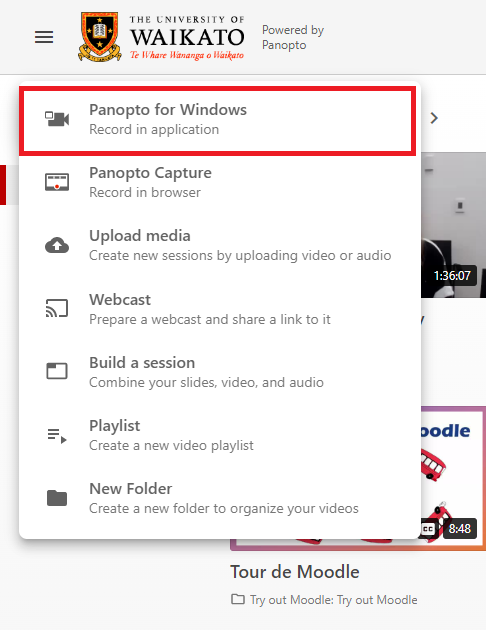 THE UNIVERSITY OF
WAIKATO
Te Whare Wānanga o Waikato
Powered by
Panopto
Panopto for Windows
Record in application
Panopto Capture
Record in browser
Upload media
Create new sessions by uploading video or audio
Webcast
Prepare a webcast and share a link to it
Build a session
Combine your slides, video, and audio
Playlist
Create a new video playlist
New Folder
Create a new folder to organize your videos
1:36:07
y
oodle
CC
8:48
Tour de Moodle
Try out Moodle: Try out Moodle